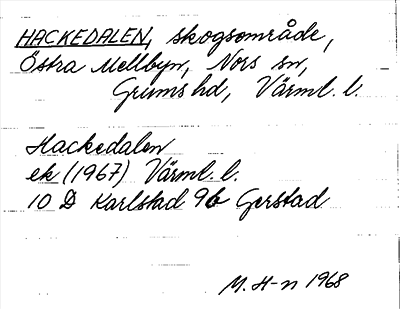 HACKEDALEN, skogsområde,
Östra Mellbyn, Nors sn,
Grums hd, Värml. l.
Hackedalen
ek (1967) Värml. l.
10 D Karlstad 9b Gerstad
M. H-n 1968